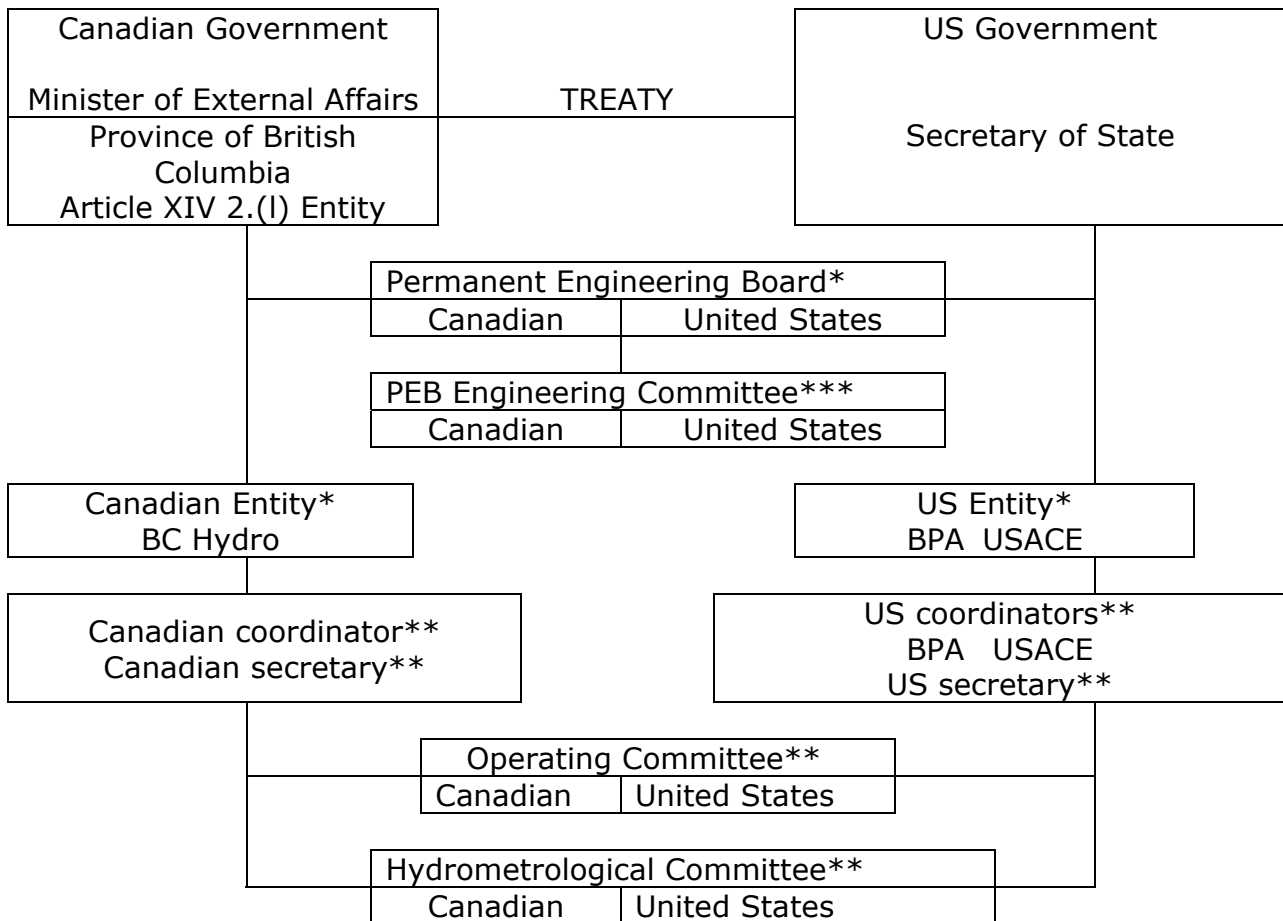 Canadian Government
US Government
Minister of External Affairs
TREATY
Province of British
Columbia
Article XIV 2.(l) Entity
Secretary of State
Permanent Engineering Board*
Canadian
United States
PEB Engineering Committee***
Canadian
United States
Canadian Entity*
BC Hydro
US Entity*
BPA USACE
Canadian coordinator**
Canadian secretary**
US coordinators**
BPA USACE
US secretary**
Operating Committee**
Canadian
United States
Hydrometrological Committee**
Canadian
United States